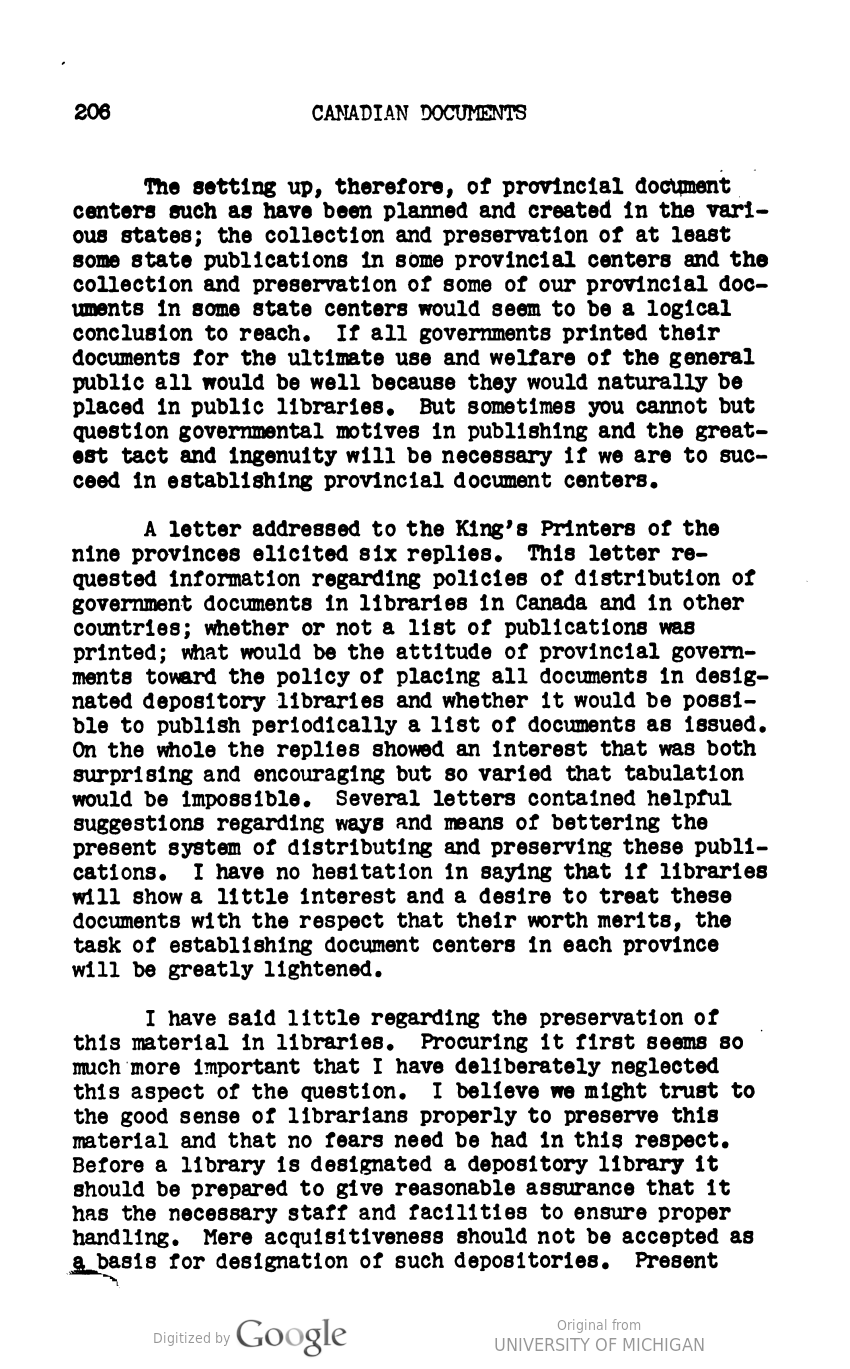 206 CANADIAN DOCUMENTS
The setting up, therefore, of provincial document
centers such as have been planned and created in the vari-
ous states; the collection and preservation of at least
some state publications in some provincial centers and the
collection and preservation of some of our provincial doc-
uments in some state centers would seem to be a logical
conclusion to reach. If all governments printed their
documents for the ultimate use and welfare of the general
public all would be well because they would naturally be
placed in public libraries. But sometimes you cannot but
question governmental motives in publishing and the great-
est tact and ingenuity will be necessary if we are to suc-
ceed in establishing provincial document centers.
A letter addressed to the King's Printers of the
nine provinces elicited six replies. This letter re-
quested information regarding policies of distribution of
government documents in libraries in Canada and in other
countries; whether or not a list of publications was
printed; what would be the attitude of provincial govern-
ments toward the policy of placing all documents in desig-
nated depository libraries and whether it would be possi-
ble to publish periodically a list of documents as issued.
On the whole the replies showed an interest that was both
surprising and encouraging but so varied that tabulation
would be impossible. Several letters contained helpful
suggestions regarding ways and means of bettering the
present system of distributing and preserving these publi-
cations. I have no hesitation in saying that if libraries
will show a little interest and a desire to treat these
documents with the respect that their worth merits, the
task of establishing document centers in each province
will be greatly lightened.
I have said little regarding the preservation of
this material in libraries. Procuring it first seems so
much more important that I have deliberately neglected
this aspect of the question. I believe we might trust to
the good sense of librarians properly to preserve this
material and that no fears need be had in this respect.
Before a library is designated a depository library it
should be prepared to give reasonable assurance that it
has the necessary staff and facilities to ensure proper
handling. Mere acquisitiveness should not be accepted as
a basis for designation of such depositories. Present
Digitized by Google
Original from
UNIVERSITY OF MICHIGAN